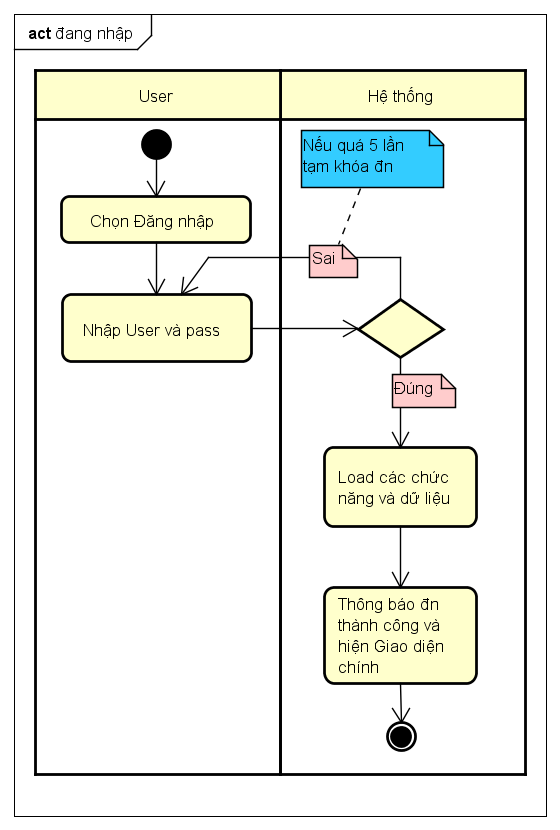 act đang nhập
User
Hệ thống
Nếu quá 5 lần
tạm khóa đn
Chọn Đăng nhập
Sai
Nhập User và pass
Đúng
Load các chức
năng và dữ liệu
Thông báo đn
thành công và
hiện Giao diện
chính